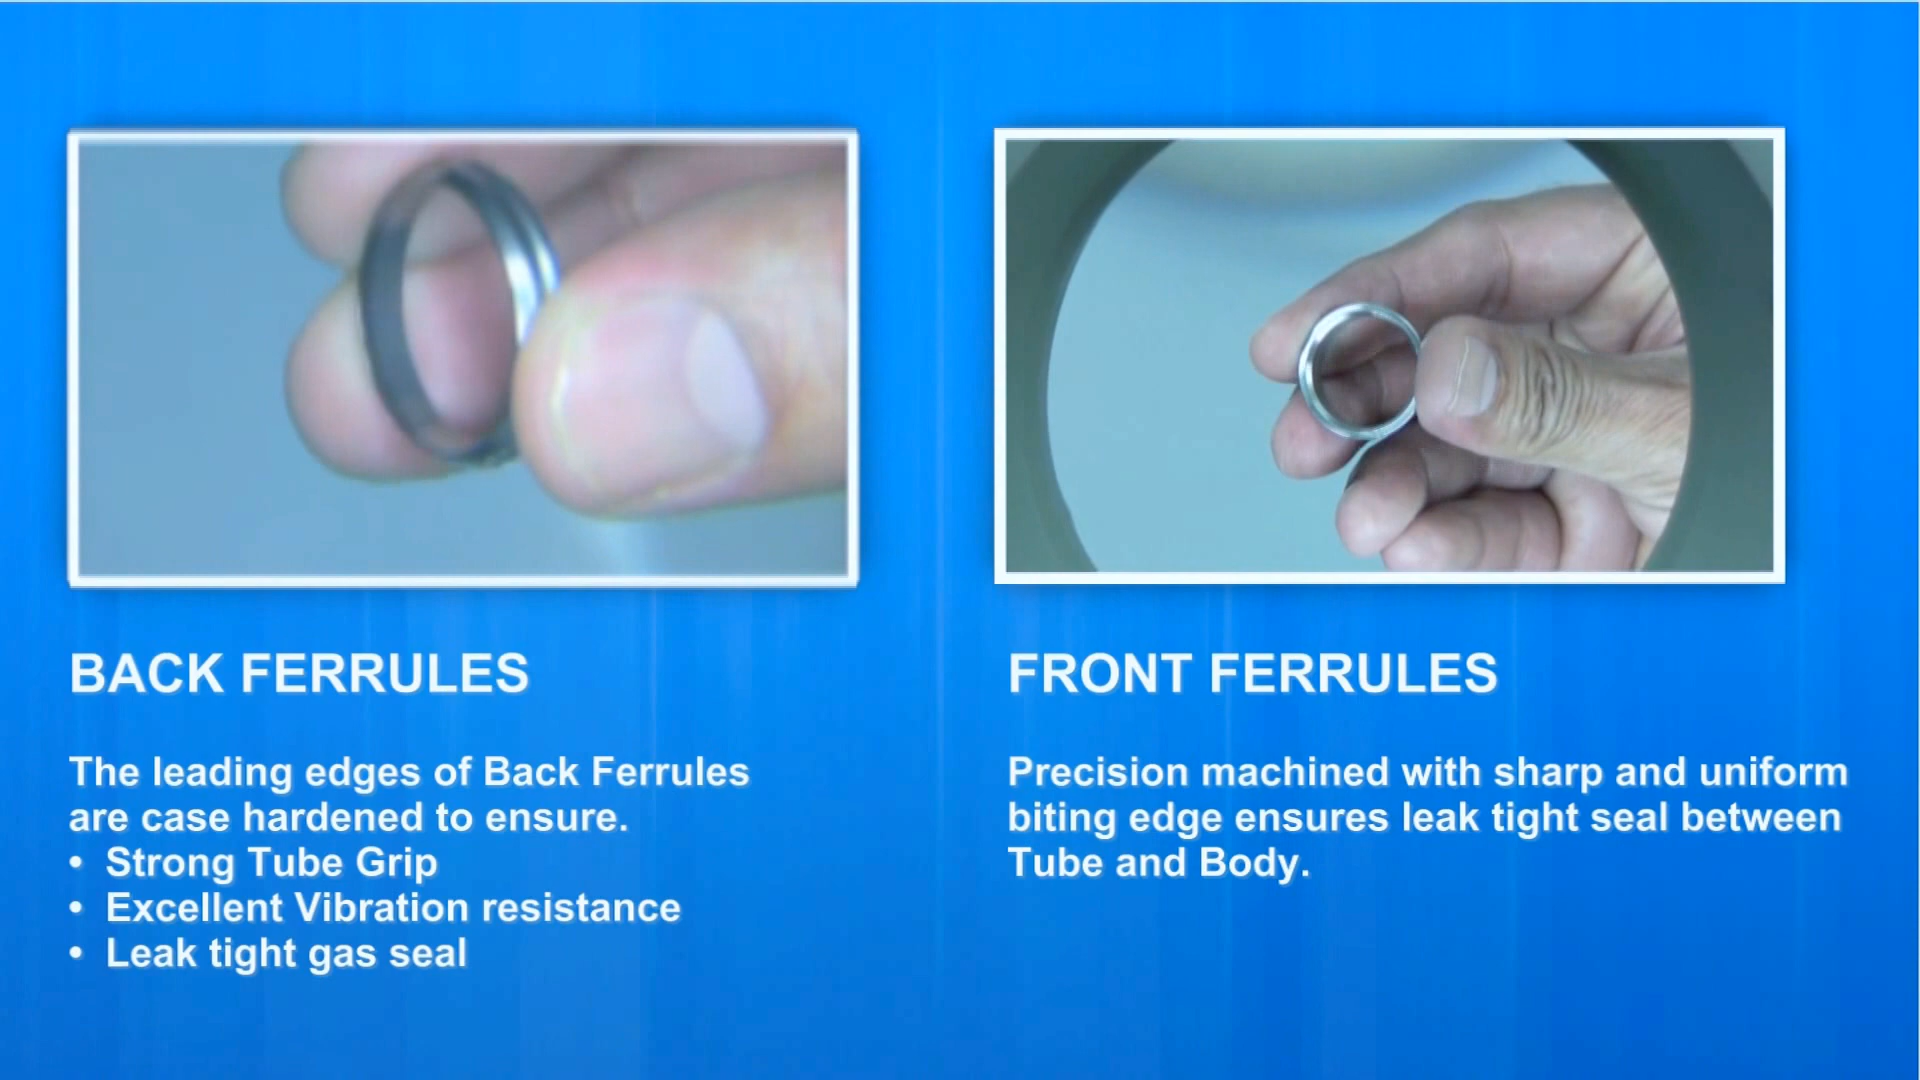 BACK FERRULES
The leading edges of Back Ferrules
are case hardened to ensure.
• Strong Tube Grip
• Excellent Vibration resistance
• Leak tight gas seal
FRONT FERRULES
Precision machined with sharp and uniform
biting edge ensures leak tight seal between
Tube and Body.